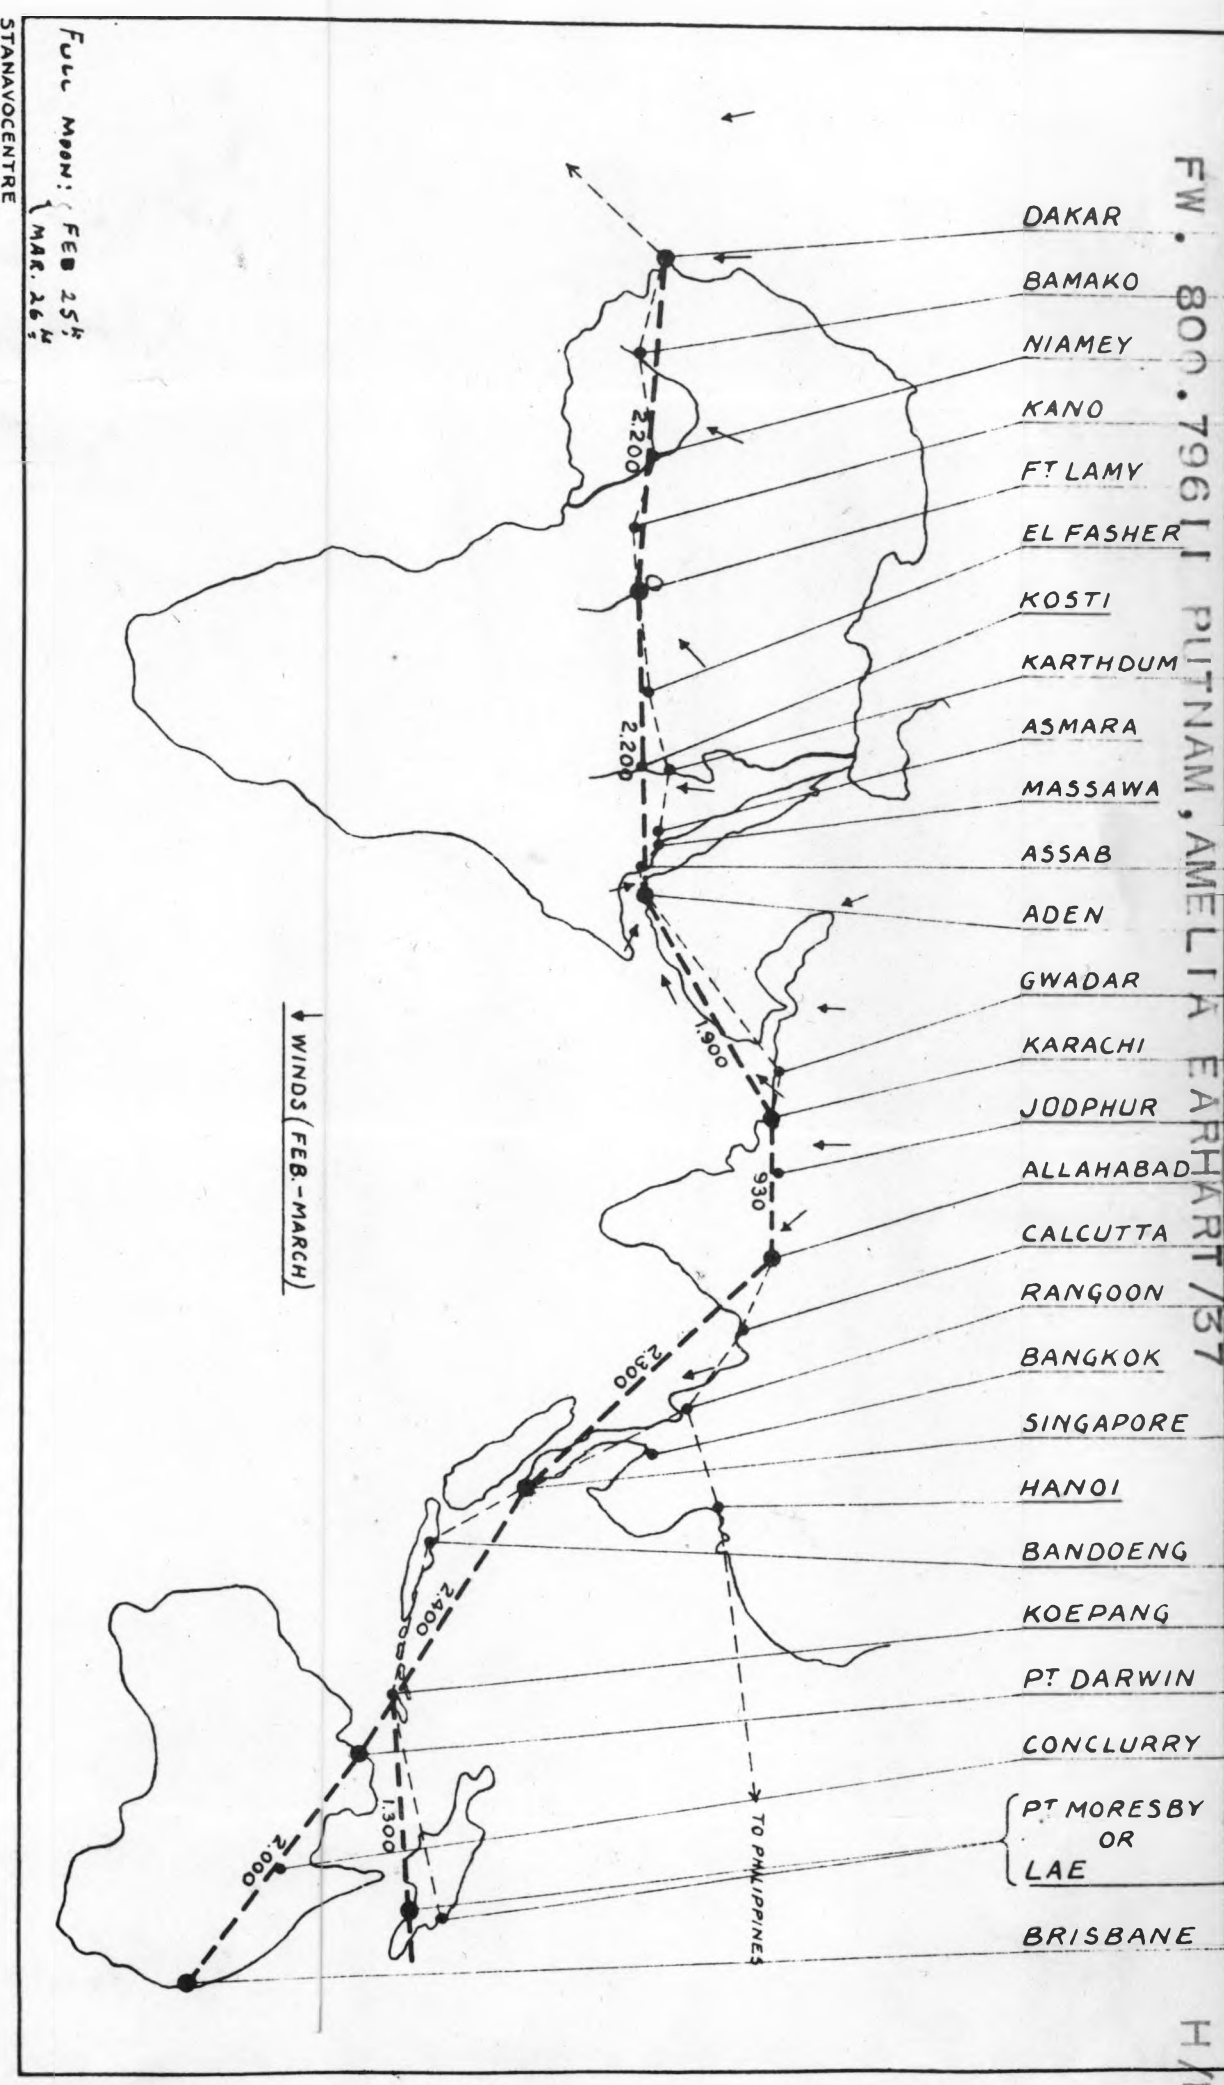 FW. 800.79611 PUTNAM, AMELIA EARHART/37
DAKAR
BAMAKO
NIAMEY
KANO
FT LAMY
EL FASHER
KOSTI
KARTHDUM
ASMARA
MASSAWA
ASSAB
ADEN
GWADAR
KARACHI
JODPHUR
ALLAHABAD
CALCUTTA
RANGOON
BANGKOK
SINGAPORE
HANOI
BANDOENG
KOEPANG
PT DARWIN
CONCLURRY
PT MORESBY
OR
LAE
BRISBANE
2.200
2.200
1.900
930
2.300
2.400
1.300
2.000
TO PHILIPPINES
WINDS (FEB.-MARCH)
FULL MOON: { FEB 25th
{ MAR. 26th
STANAVOCENTRE